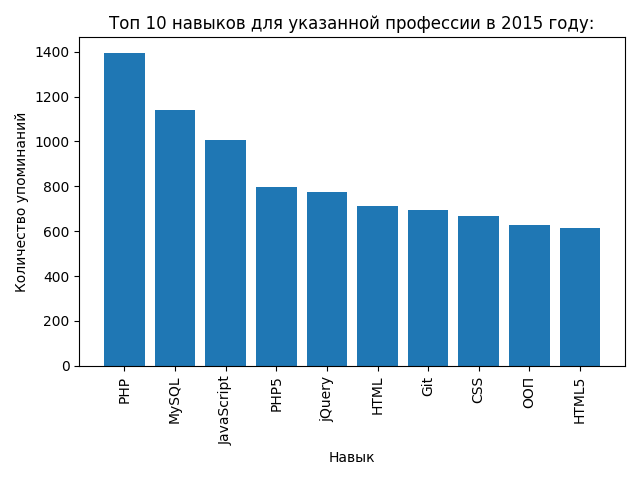 Топ 10 навыков для указанной профессии в 2015 году:
Количество упоминаний
1400
1200
1000
800
600
400
200
0
PHP
MySQL
JavaScript
PHP5
jQuery
HTML
Git
CSS
ООП
HTML5
Навык